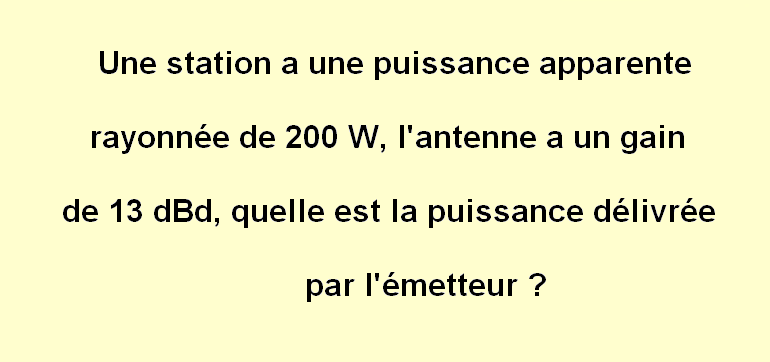 Une station a une puissance apparente
rayonnée de 200 W, l'antenne a un gain
de 13 dBd, quelle est la puissance délivrée
par l'émetteur ?